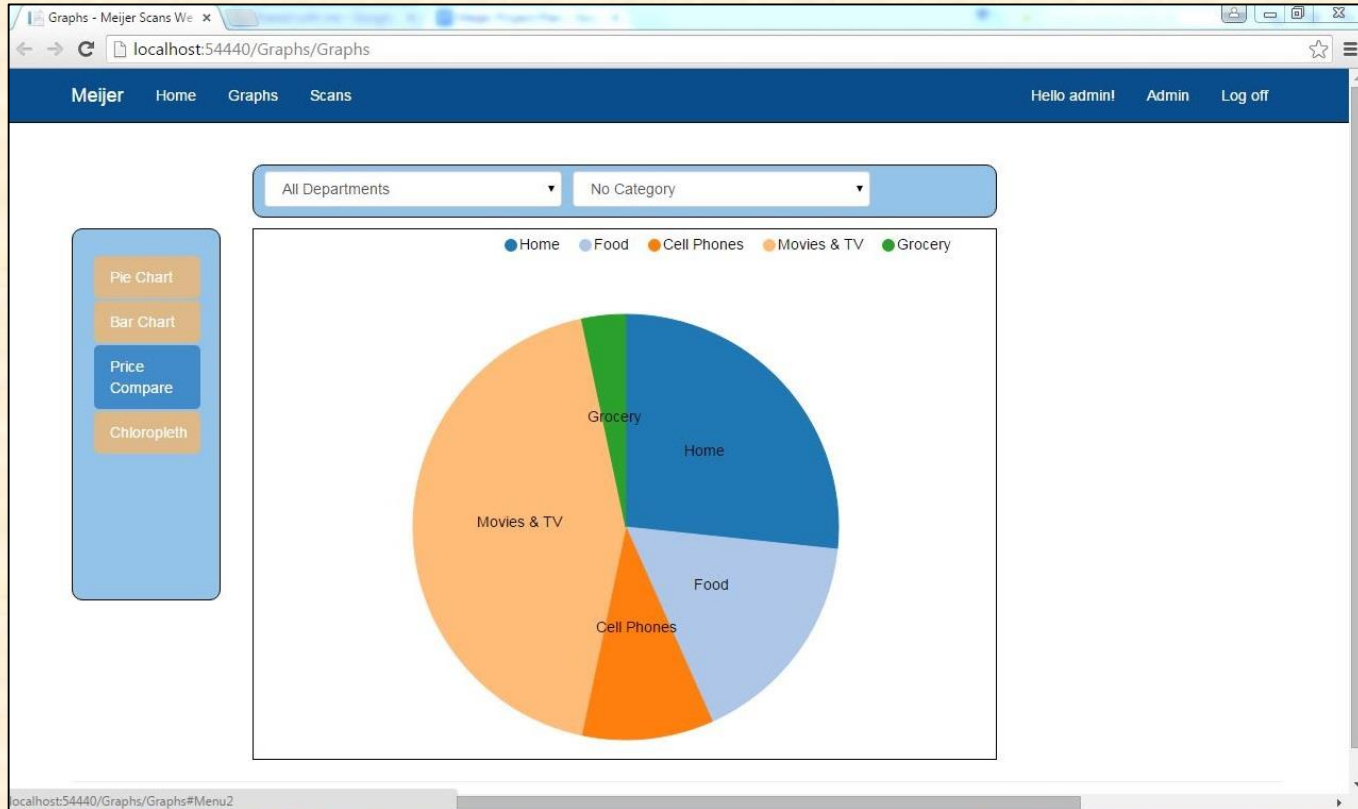 Graphs - Meijer Scans We
localhost:54440/Graphs/Graphs
Meijer Home Graphs Scans Hello admin! Admin Log off
All Departments No Category
Home Food Cell Phones Movies & TV Grocery
Pie Chart
Bar Chart
Price
Compare
Chloropleth
Grocery
Home
Movies & TV
Food
Cell Phones
localhost:54440/Graphs/Graphs#Menu2